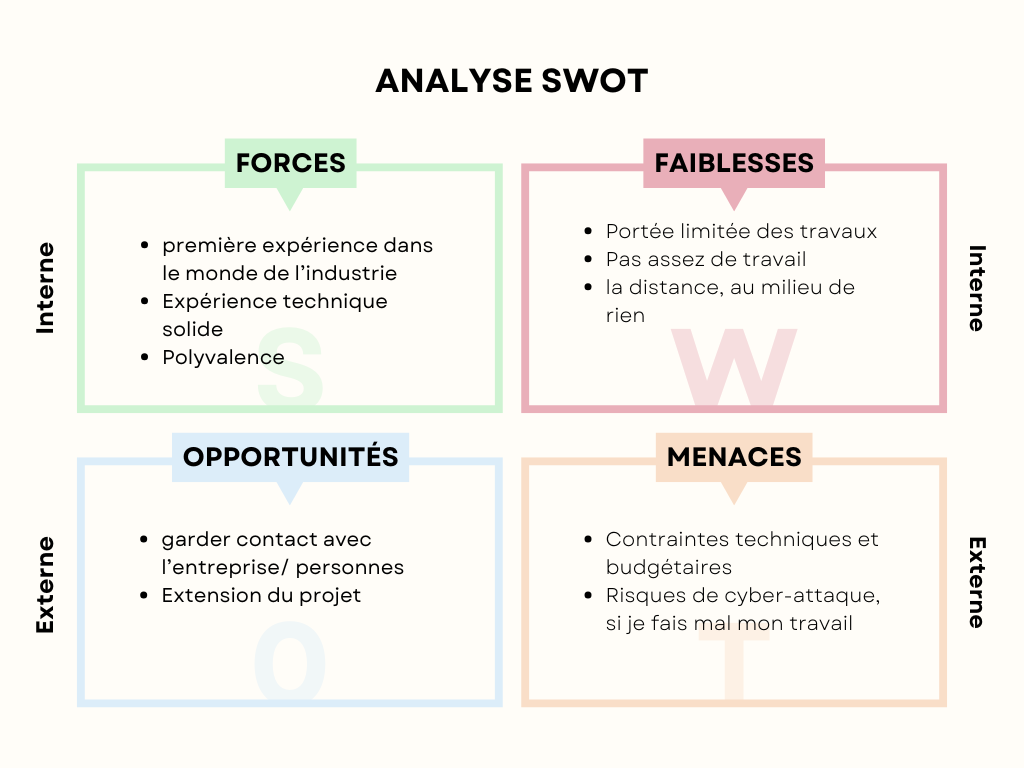 ANALYSE SWOT
FORCES
Interne
• première expérience dans
le monde de l'industrie
• Expérience technique
solide
• Polyvalence
S
FAIBLESSES
• Portée limitée des travaux
• Pas assez de travail
• la distance, au milieu de
rien
W
Interne
OPPORTUNITÉS
Externe
• garder contact avec
l'entreprise/ personnes
• Extension du projet
O
MENACES
• Contraintes techniques et
budgétaires
• Risques de cyber-attaque,
si je fais mal mon travail
T
Externe